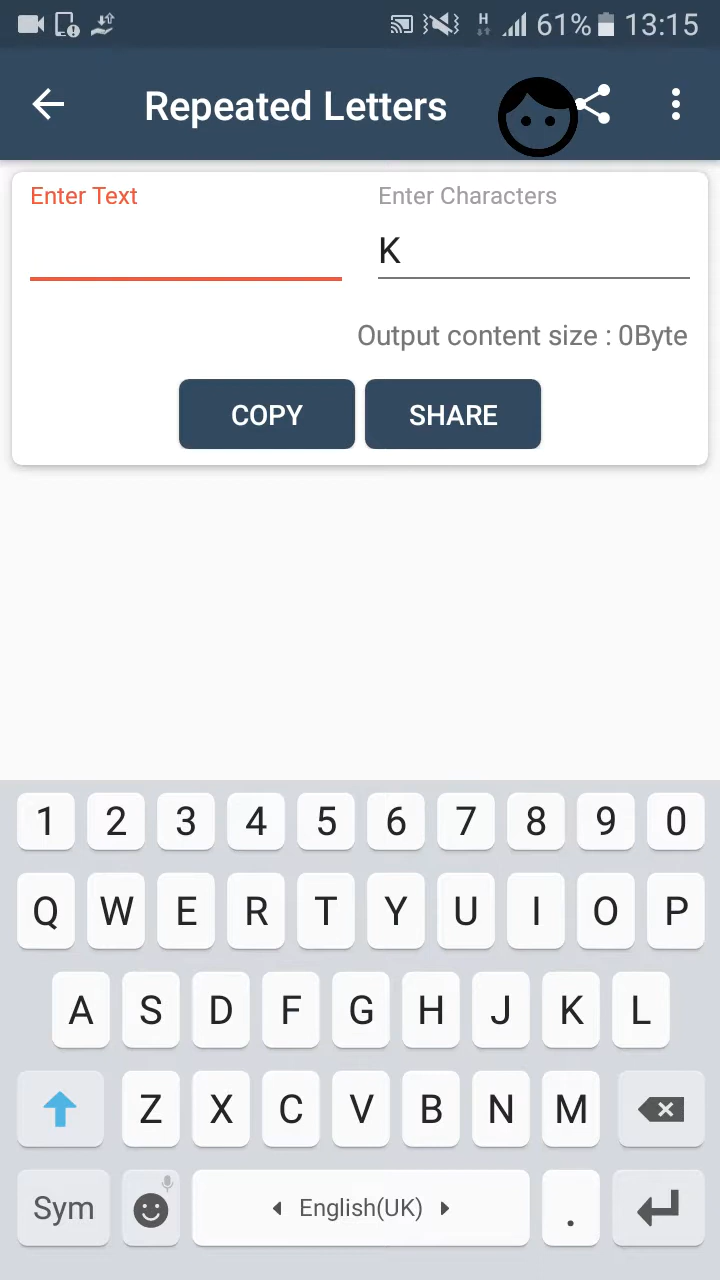 H 61% 13:15
Repeated Letters
Enter Text
Enter Characters
K
Output content size : 0Byte
COPY
SHARE
1 2 3 4 5 6 7 8 9 0
Q W E R T Y U I O P
A S D F G H J K L
Z X C V B N M
Sym English(UK) .